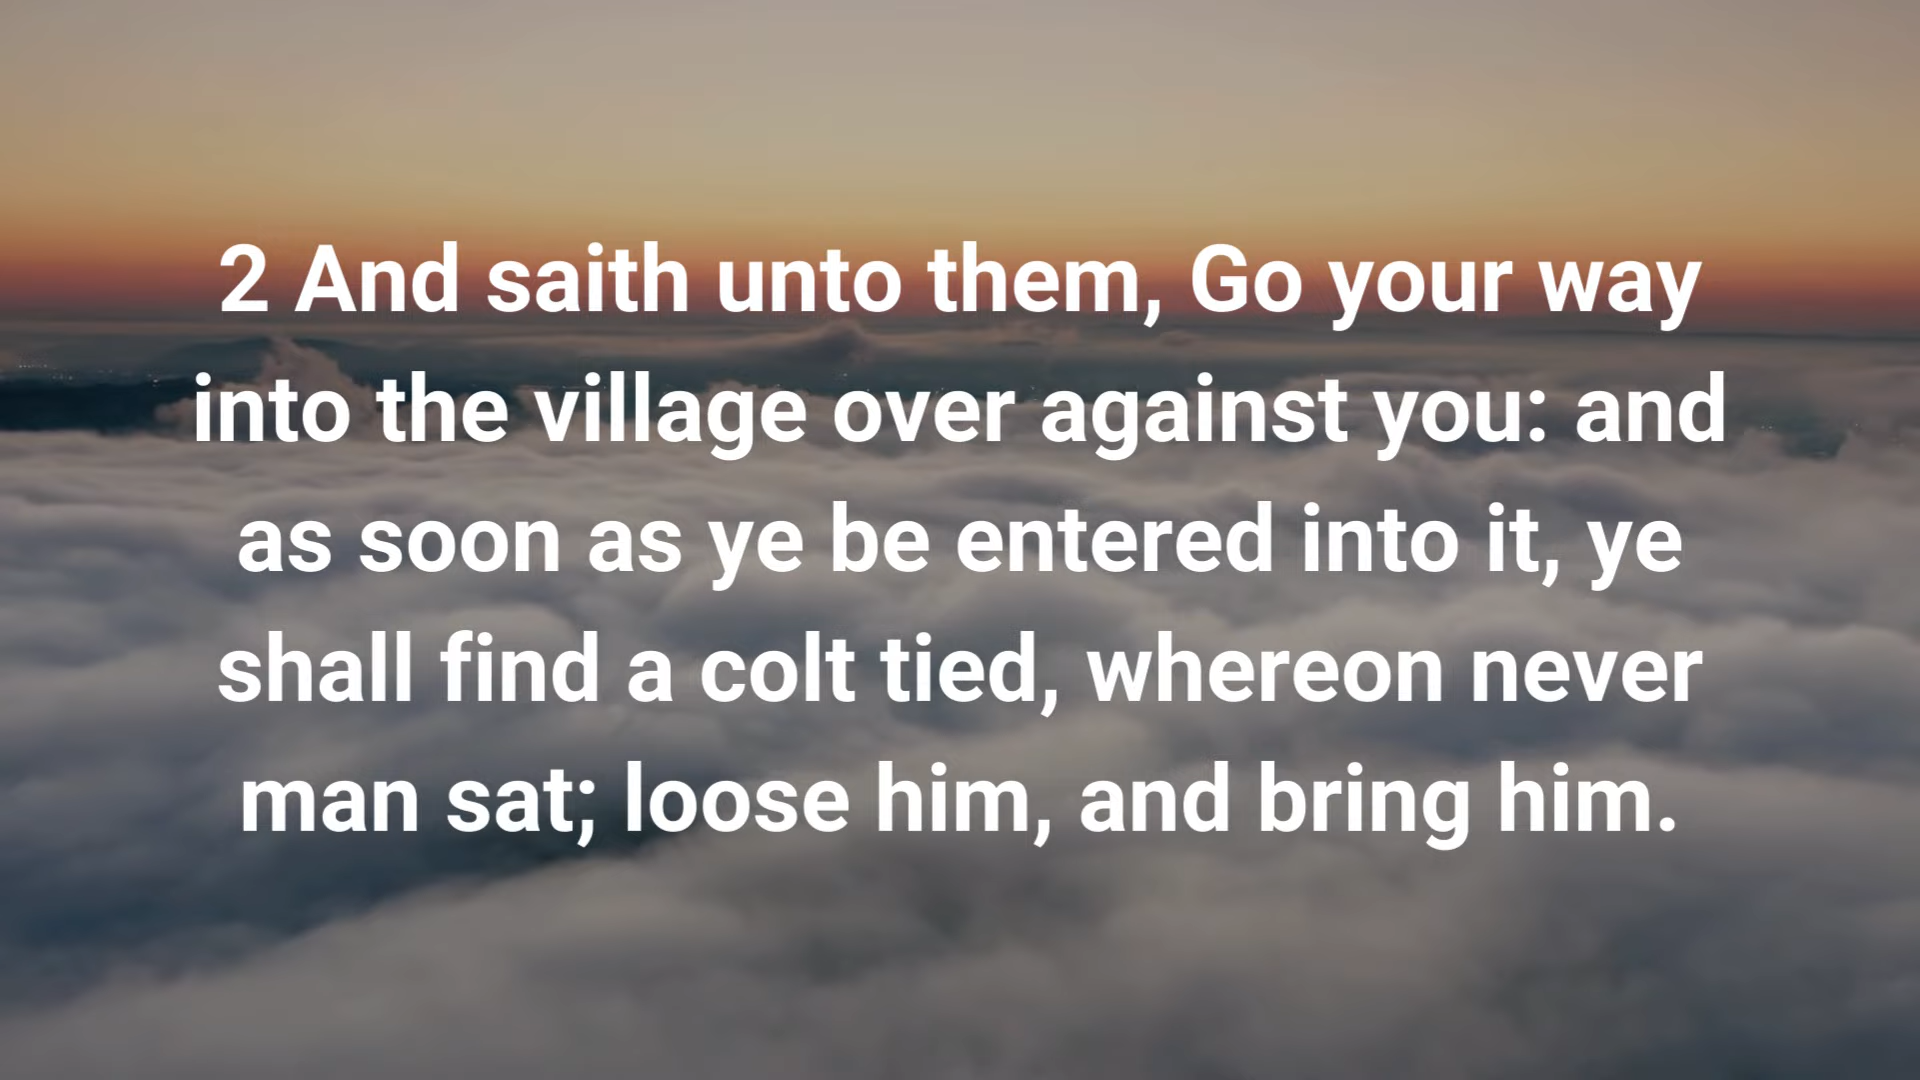 2 And saith unto them, Go your way
into the village over against you: and
as soon as ye be entered into it, ye
shall find a colt tied, whereon never
man sat; loose him, and bring him.